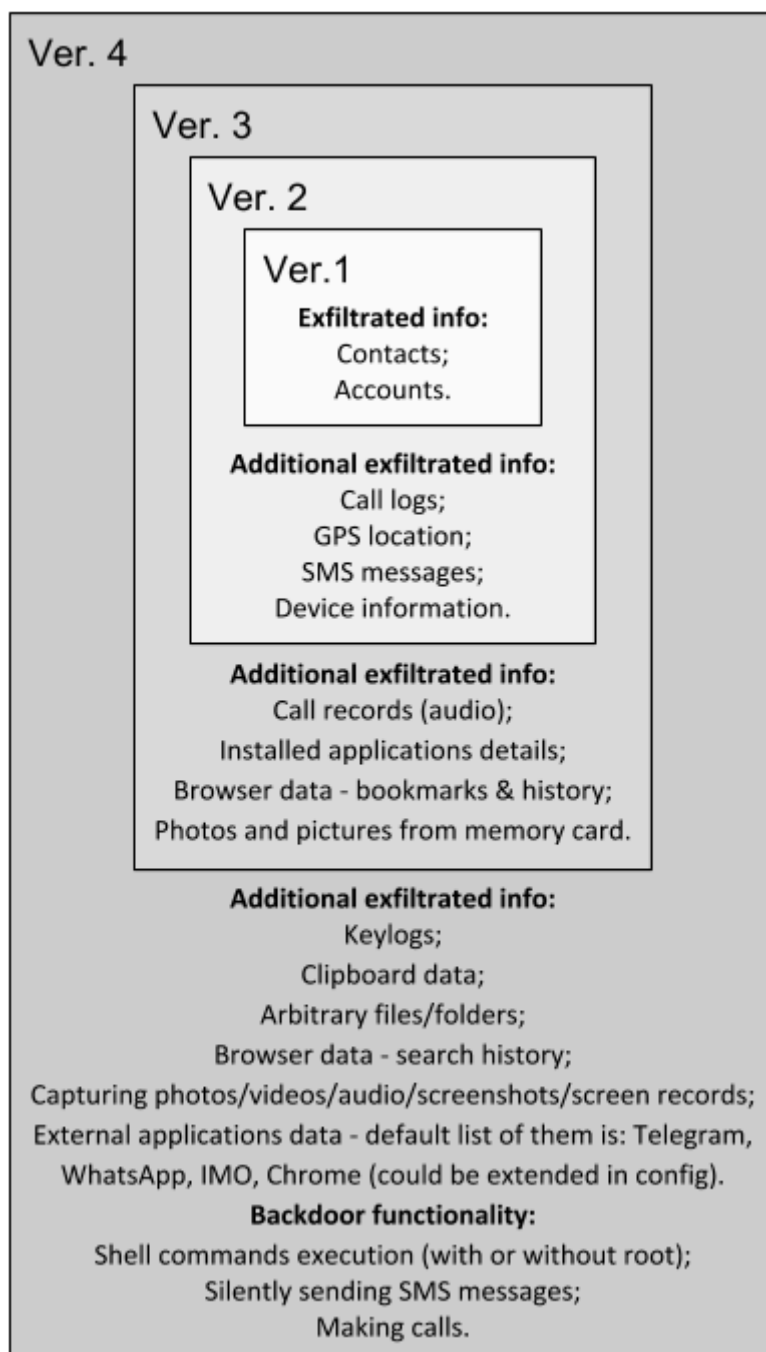 Ver. 4
Ver. 3
Ver. 2
Ver.1
Exfiltrated info:
Contacts;
Accounts.
Additional exfiltrated info:
Call logs;
GPS location;
SMS messages;
Device information.
Additional exfiltrated info:
Call records (audio);
Installed applications details;
Browser data - bookmarks & history;
Photos and pictures from memory card.
Additional exfiltrated info:
Keylogs;
Clipboard data;
Arbitrary files/folders;
Browser data - search history;
Capturing photos/videos/audio/screenshots/screen records;
External applications data - default list of them is: Telegram,
WhatsApp, IMO, Chrome (could be extended in config).
Backdoor functionality:
Shell commands execution (with or without root);
Silently sending SMS messages;
Making calls.